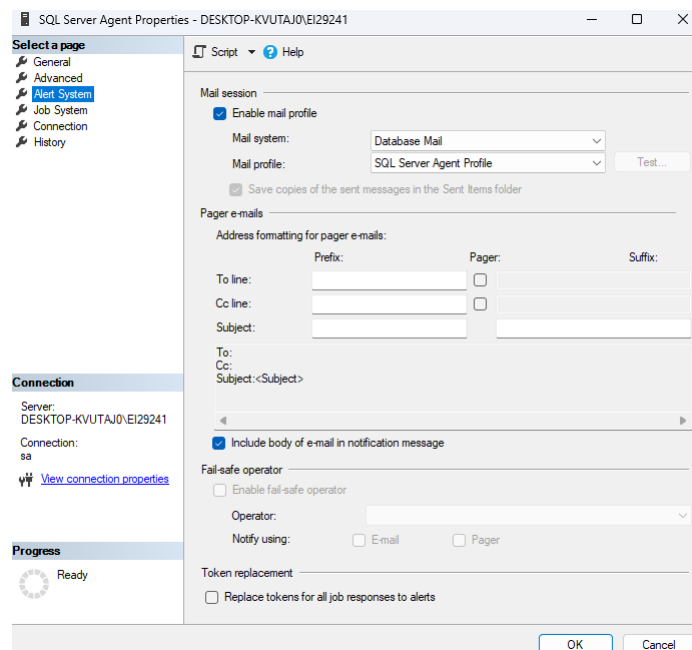 SQL Server Agent Properties - DESKTOP-KVUTAJ0\EI29241
Select a page
General
Advanced
Alert System
Job System
Connection
History
Script
Help
Mail session
Enable mail profile
Mail system:
Database Mail
Mail profile:
SQL Server Agent Profile
Test...
Save copies of the sent messages in the Sent Items folder
Pager e-mails
Address formatting for pager e-mails:
Prefix: Pager: Suffix:
To line:
Cc line:
Subject:
To:
Cc:
Subject:<Subject>
Include body of e-mail in notification message
Fail-safe operator
Enable fail-safe operator
Operator:
Notify using: E-mail Pager
Token replacement
Replace tokens for all job responses to alerts
Connection
Server:
DESKTOP-KVUTAJ0\EI29241
Connection:
sa
View connection properties
Progress
Ready
OK Cancel